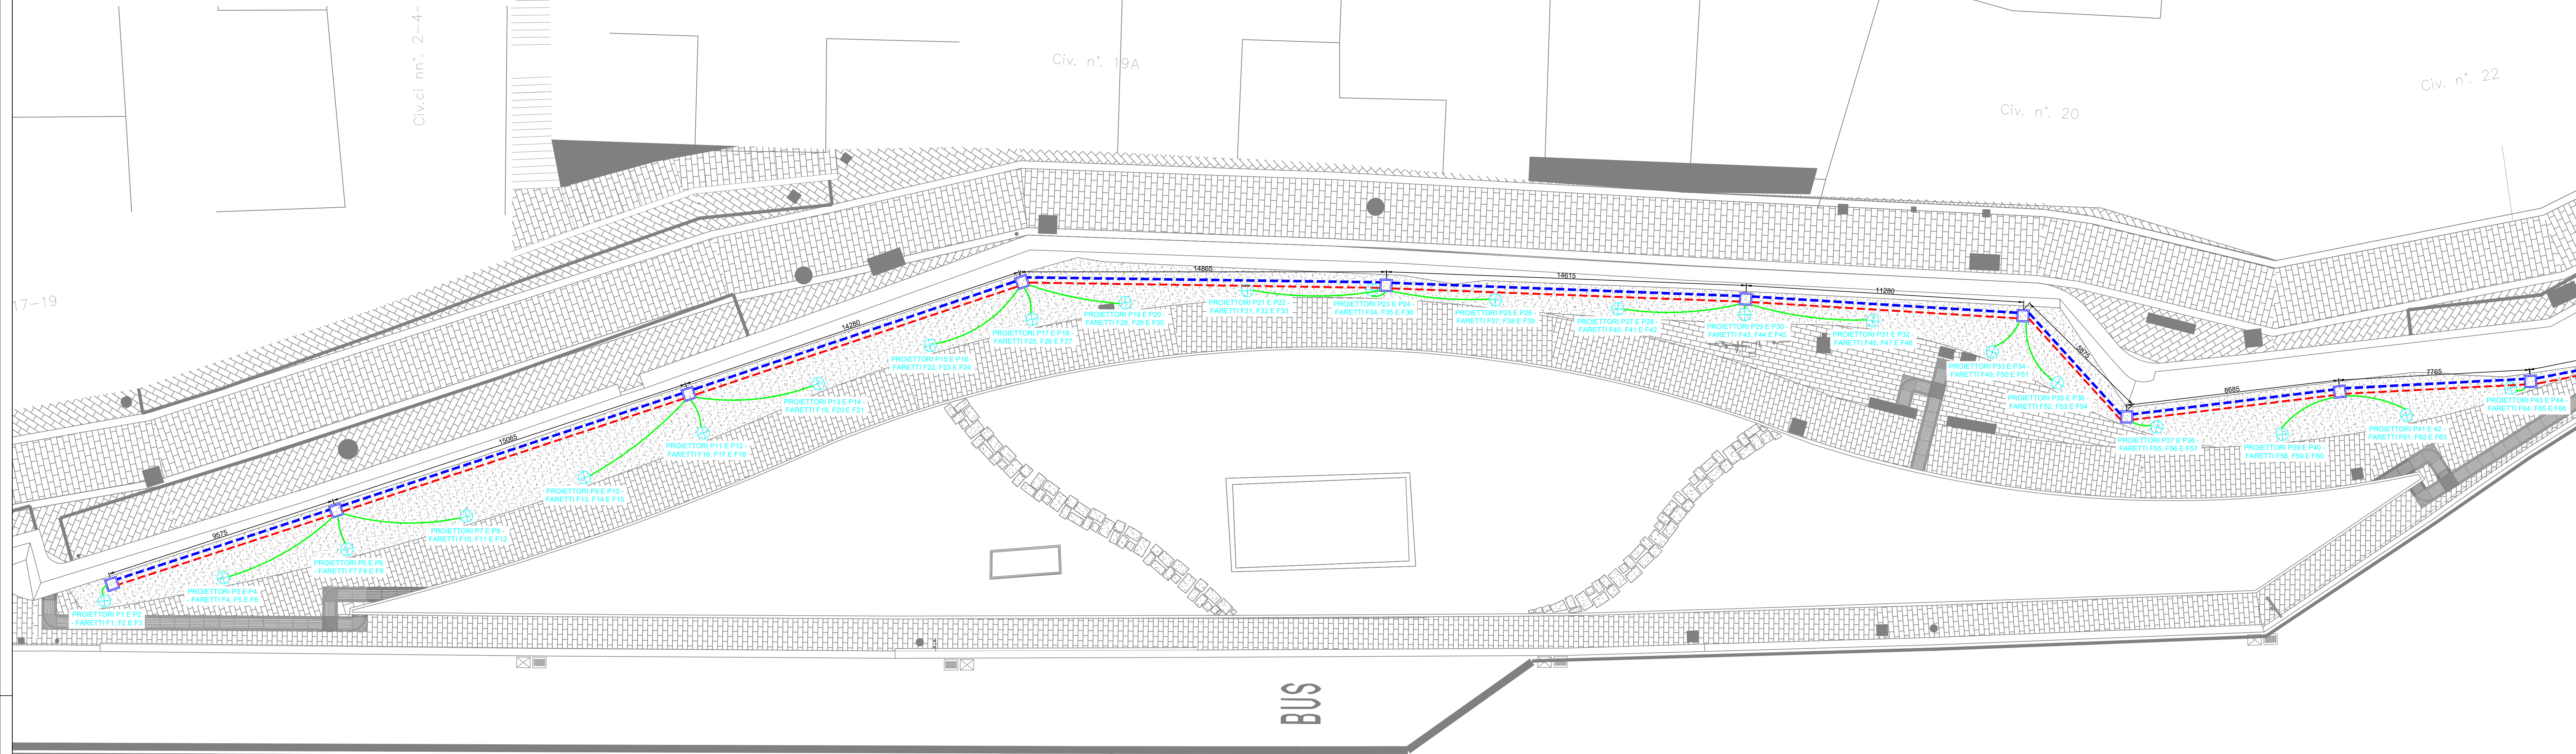 Civ.ci nn°. 2-4-
Civ. n°. 19A
Civ. n°. 20
Civ. n°. 22
17-19
14865
14615
11280
5875
14280
15065
9575
8685
7765
PROIETTORI P1 E P2
- FARETTI F1, F2 E F3
PROIETTORI P3 E P4
- FARETTI F4, F5 E F6
PROIETTORI P5 E P6
- FARETTI F7, F8 E F9
PROIETTORI P7 E P8 -
FARETTI F10, F11 E F12
PROIETTORI P9 E P10 -
FARETTI F13, F14 E F15
PROIETTORI P11 E P12 -
FARETTI F16, F17 E F18
PROIETTORI P13 E P14 -
FARETTI F19, F20 E F21
PROIETTORI P15 E P16 -
FARETTI F22, F23 E F24
PROIETTORI P17 E P18 -
FARETTI F25, F26 E F27
PROIETTORI P19 E P20 -
FARETTI F28, F29 E F30
PROIETTORI P21 E P22 -
FARETTI F31, F32 E F33
PROIETTORI P23 E P24 -
FARETTI F34, F35 E F36
PROIETTORI P25 E P26 -
FARETTI F37, F38 E F39
PROIETTORI P27 E P28 -
FARETTI F40, F41 E F42
PROIETTORI P29 E P30 -
FARETTI F43, F44 E F45
PROIETTORI P31 E P32 -
FARETTI F46, F47 E F48
PROIETTORI P33 E P34 -
FARETTI F49, F50 E F51
PROIETTORI P35 E P36 -
FARETTI F52, F53 E F54
PROIETTORI P37 E P38 -
FARETTI F55, F56 E F57
PROIETTORI P39 E P40 -
FARETTI F58, F59 E F60
PROIETTORI P41 E 42 -
FARETTI F61, F62 E F63
PROIETTORI P43 E P44 -
FARETTI F64, F65 E F66
BUS